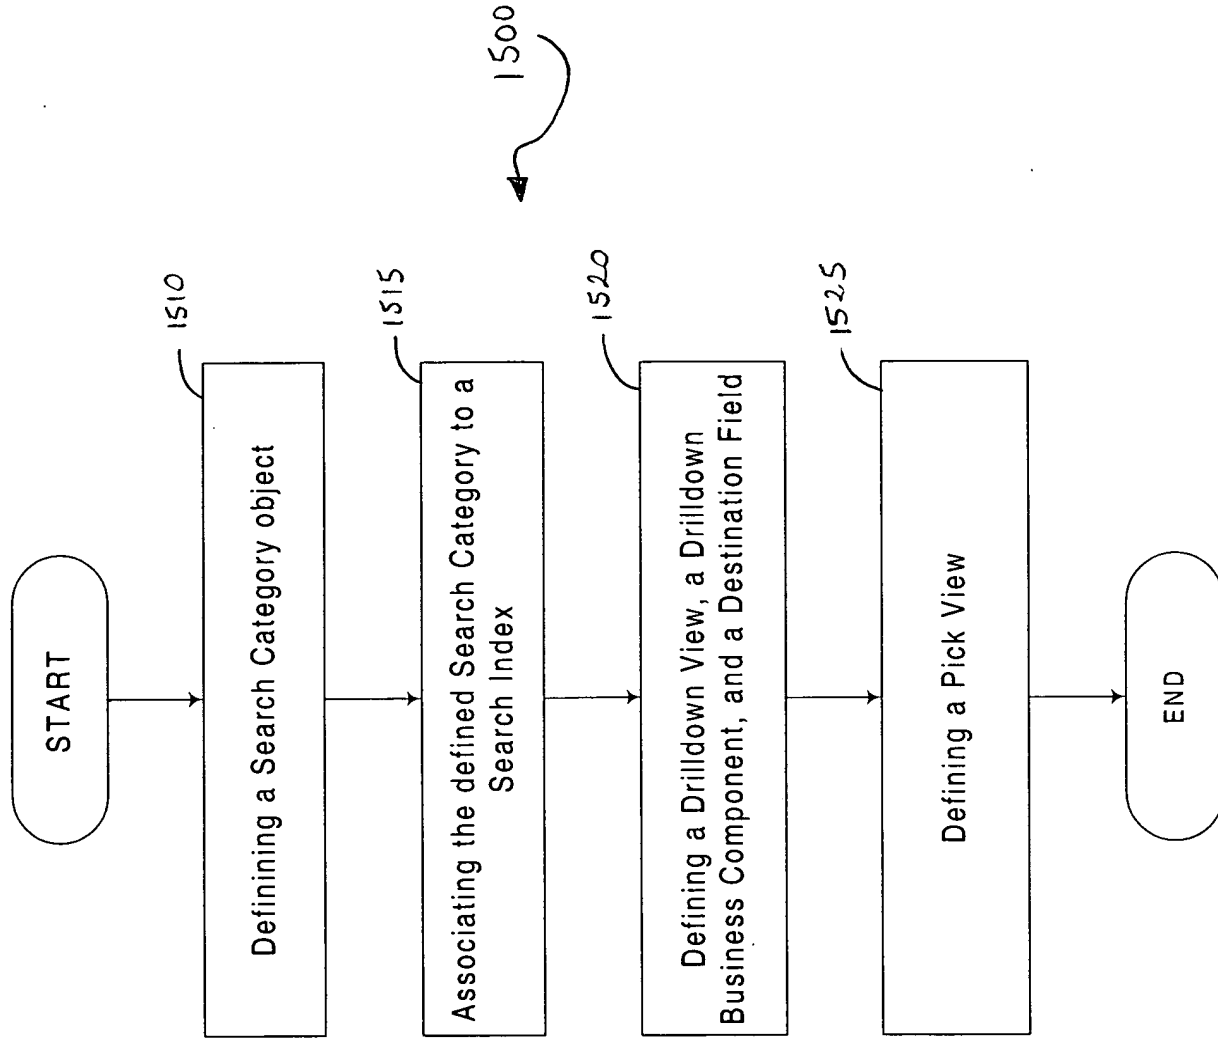 1500
START
1510
Definining a Search Category object
1515
Associating the defined Search Category to a
Search Index
1520
Defining a Drilldown View, a Drilldown
Business Component, and a Destination Field
1525
Defining a Pick View
END